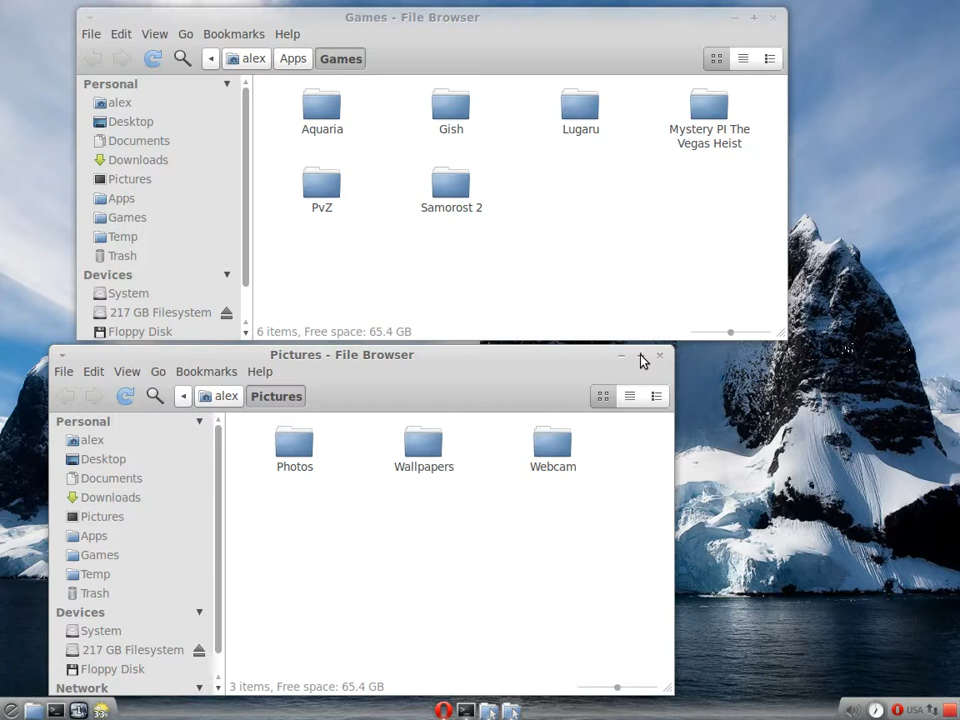 Games - File Browser
File Edit View Go Bookmarks Help
alex Apps Games
Personal
alex
Desktop
Documents
Downloads
Pictures
Apps
Games
Temp
Trash
Devices
System
217 GB Filesystem
Floppy Disk
Aquaria Gish Lugaru Mystery PI The
Vegas Heist
PvZ Samorost 2
6 items, Free space: 65.4 GB
Pictures - File Browser
File Edit View Go Bookmarks Help
alex Pictures
Personal
alex
Desktop
Documents
Downloads
Pictures
Apps
Games
Temp
Trash
Devices
System
217 GB Filesystem
Floppy Disk
Network
Photos Wallpapers Webcam
3 items, Free space: 65.4 GB
33°
USA